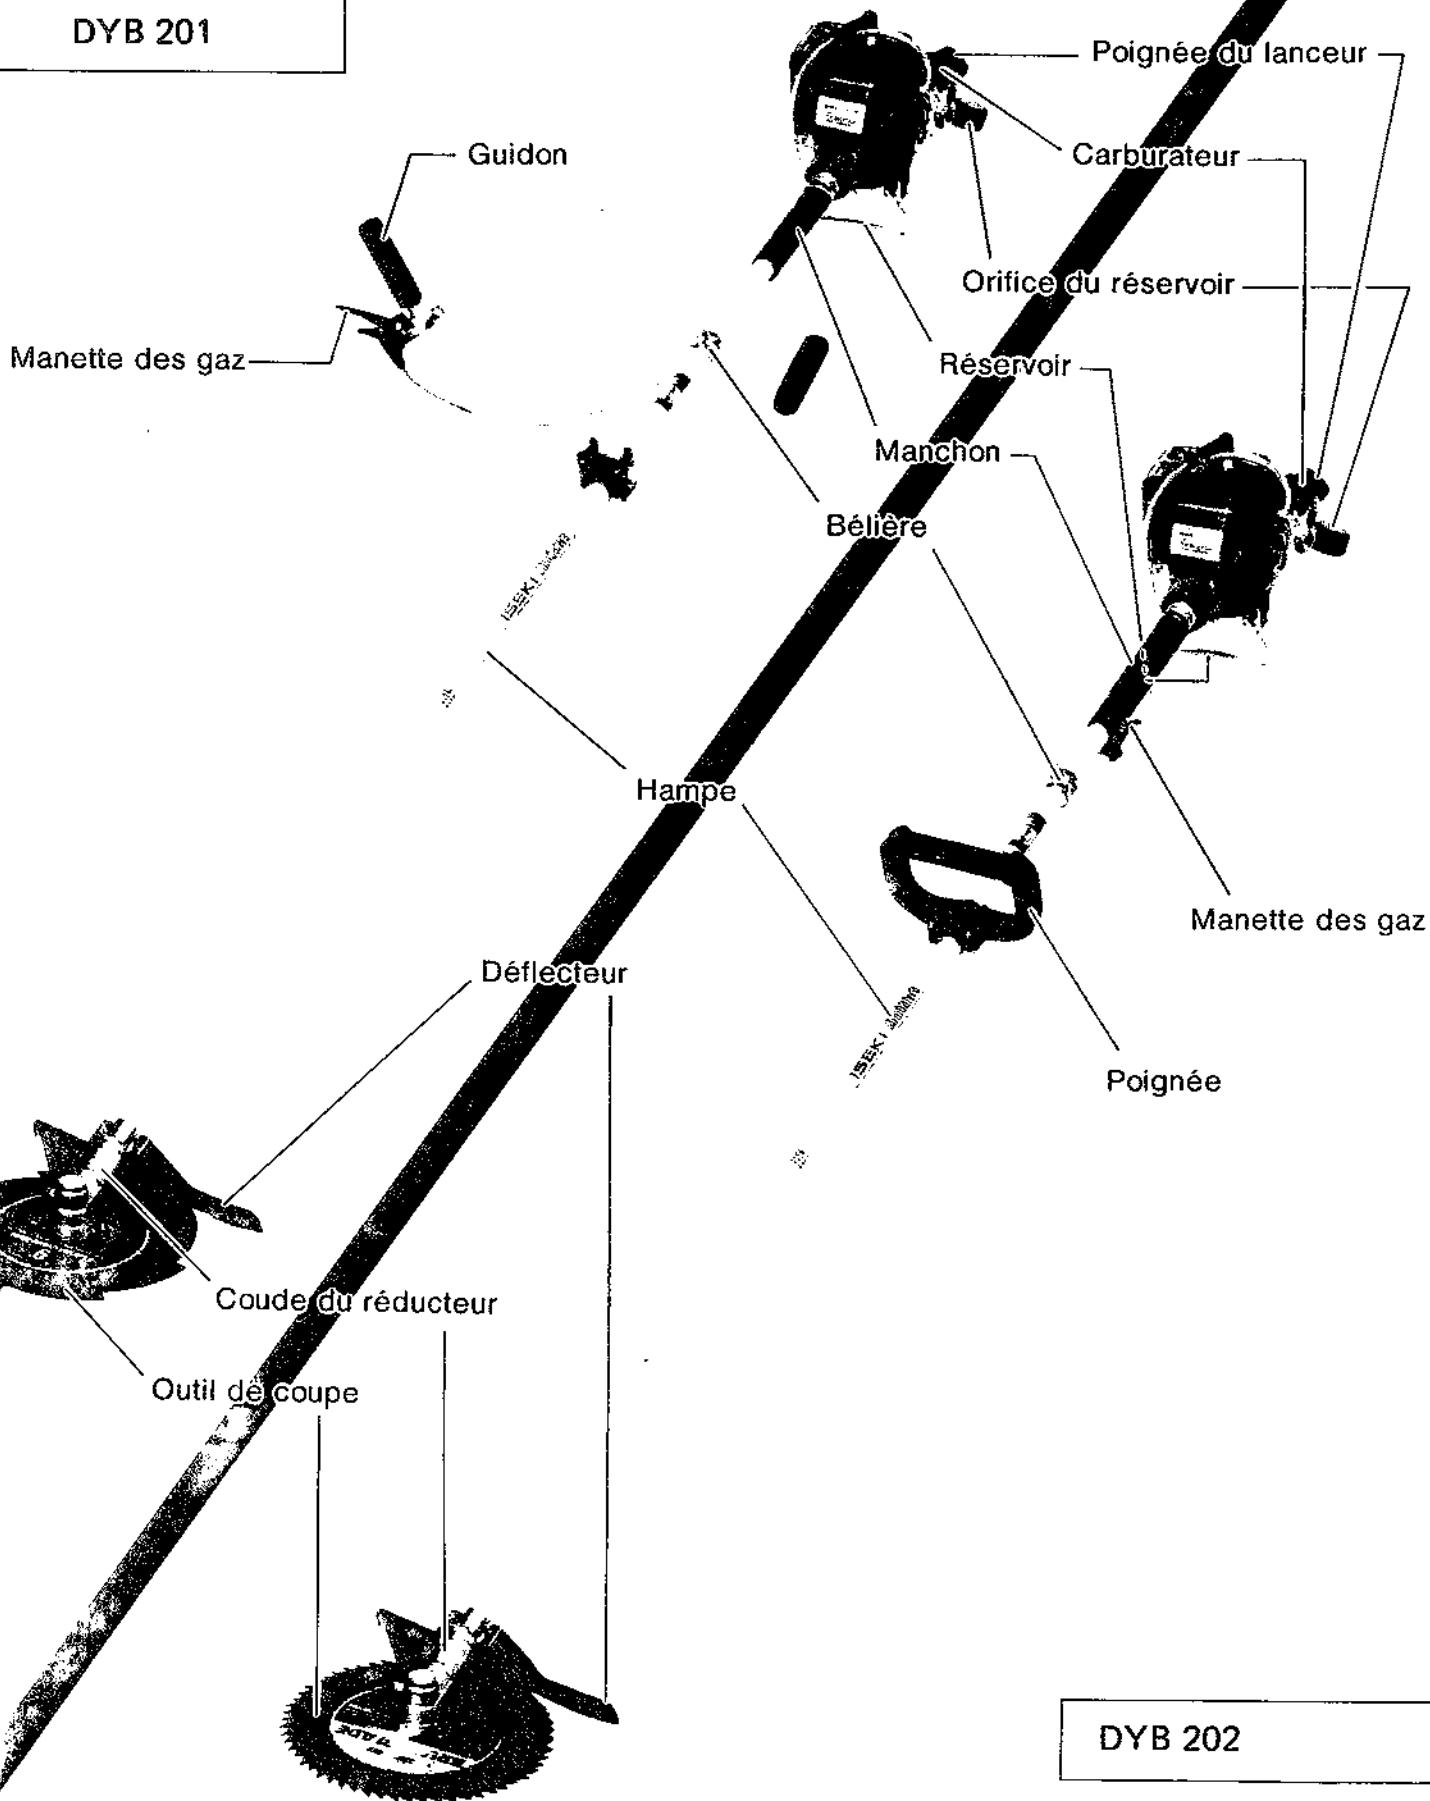 DYB 201
Poignée du lanceur
Guidon
Carburateur
Orifice du réservoir
Manette des gaz
Réservoir
Manchon
Bélière
ISEKI
Hampe
Manette des gaz
Déflecteur
ISEKI
Poignée
Coude du réducteur
Outil de coupe
DYB 202